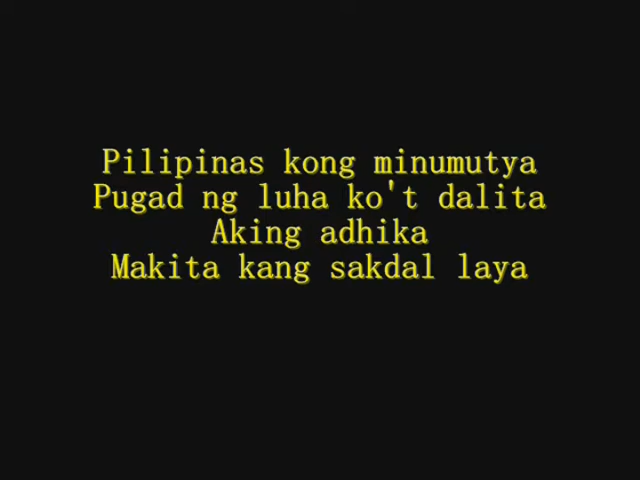 Pilipinas kong minumutya
Pugad ng luha ko't dalita
Aking adhika
Makita kang sakdal laya